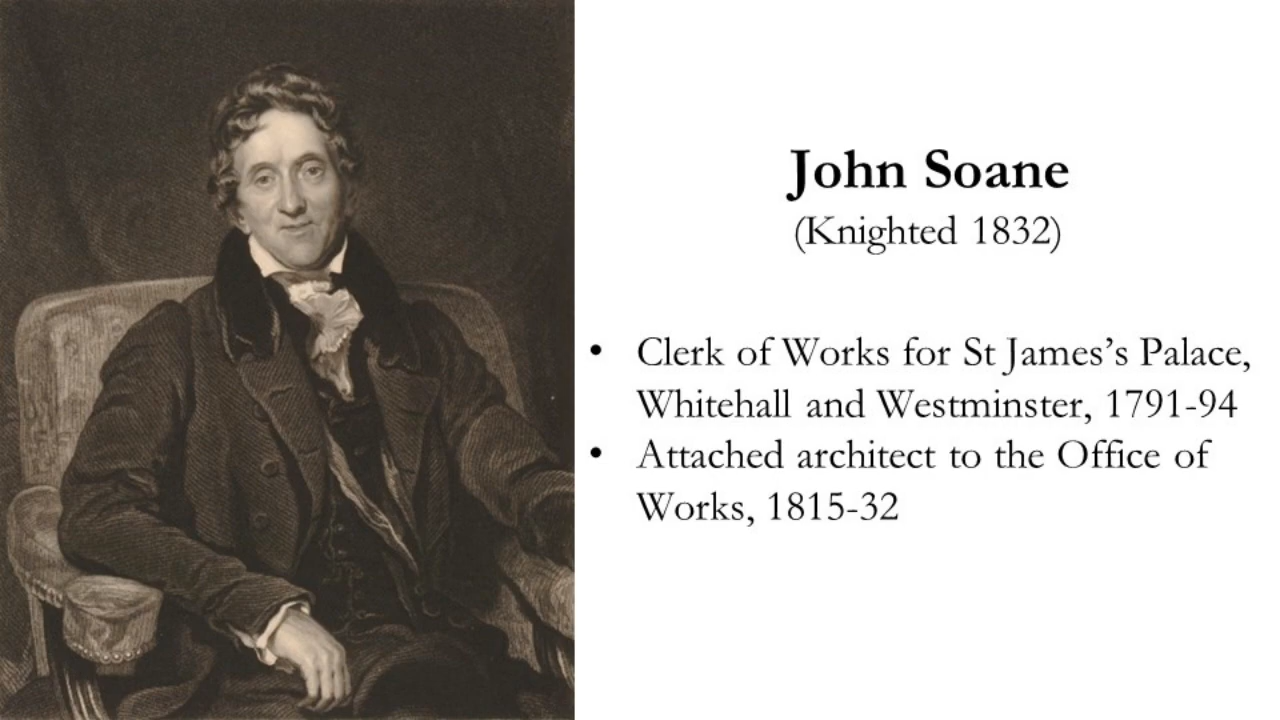 John Soane
(Knighted 1832)
• Clerk of Works for St James’s Palace,
Whitehall and Westminster, 1791-94
• Attached architect to the Office of
Works, 1815-32